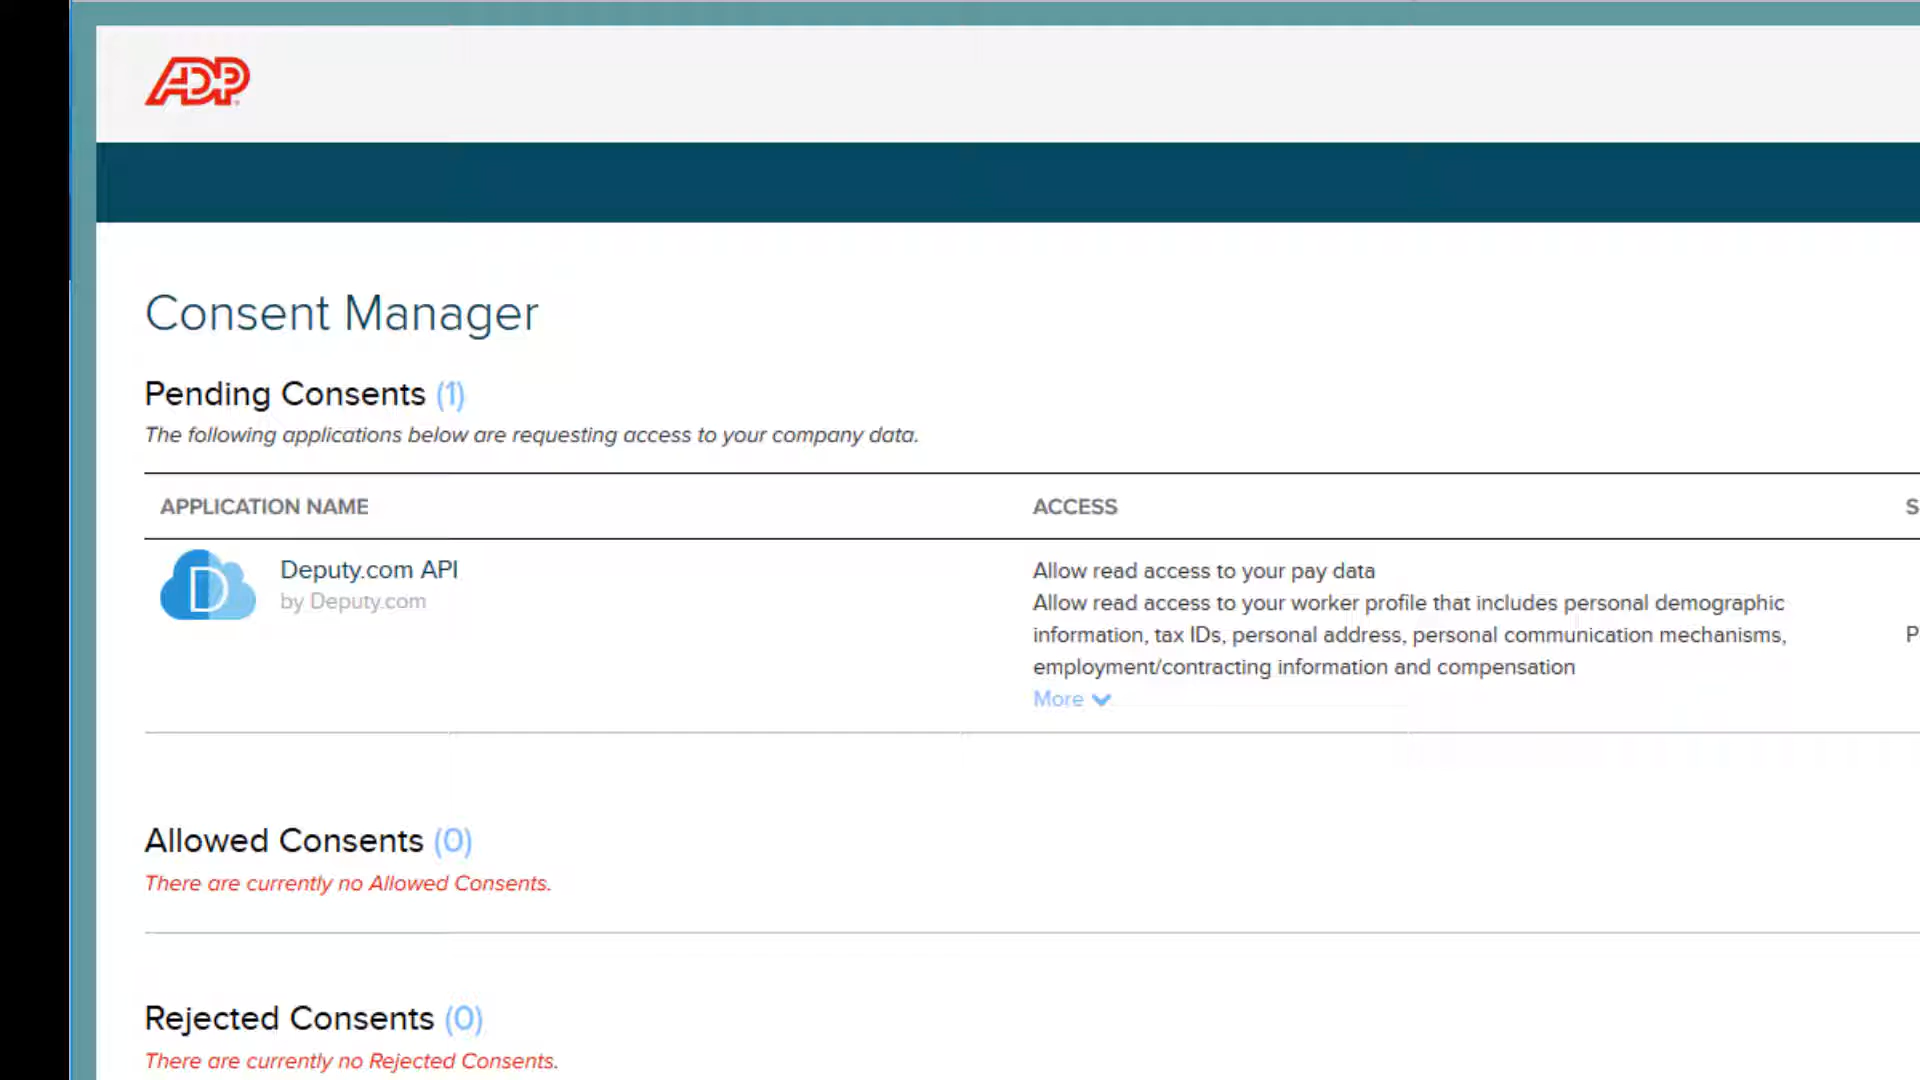 ADP
Consent Manager
Pending Consents (1)
The following applications below are requesting access to your company data.
APPLICATION NAME
ACCESS
S
Deputy.com API
by Deputy.com
D
Allow read access to your pay data
Allow read access to your worker profile that includes personal demographic
information, tax IDs, personal address, personal communication mechanisms,
employment/contracting information and compensation
More
P
Allowed Consents (0)
There are currently no Allowed Consents.
Rejected Consents (0)
There are currently no Rejected Consents.